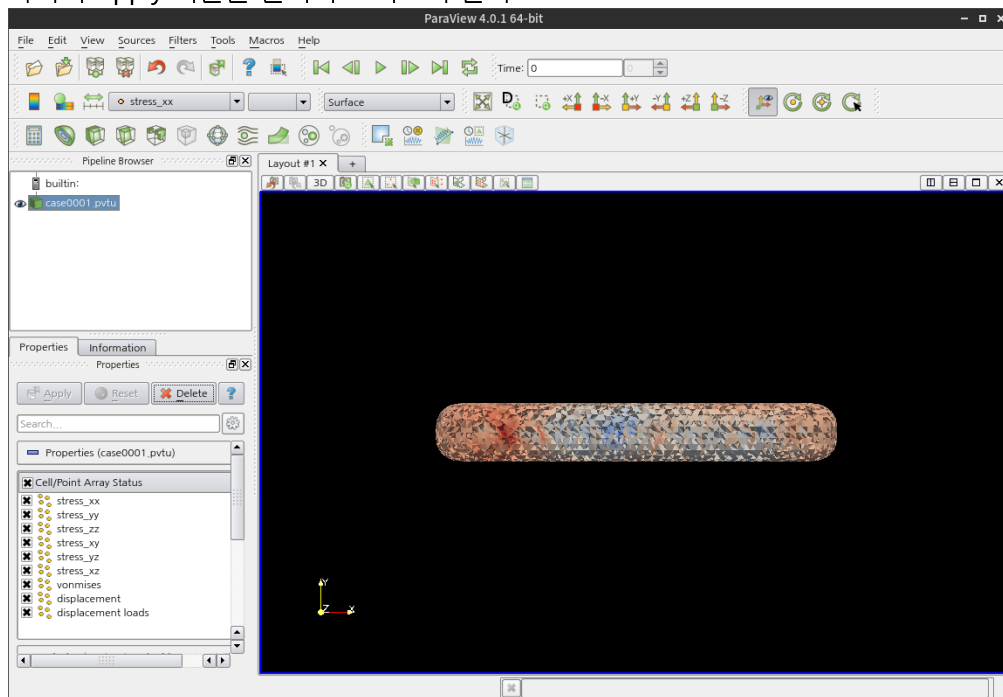 Apply
ParaView 4.0.1 64-bit
File Edit View Sources Filters Tools Macros Help
Time: 0 0
stress_xx Surface
+X -X +Y -Y +Z -Z
Pipeline Browser
Layout #1 X +
3D
builtin:
case0001.pvtu
Properties Information
Properties
Apply Reset Delete ?
Search...
Properties (case0001.pvtu)
Cell/Point Array Status
stress_xx
stress_yy
stress_zz
stress_xy
stress_yz
stress_xz
vonmises
displacement
displacement loads
Y
Z X